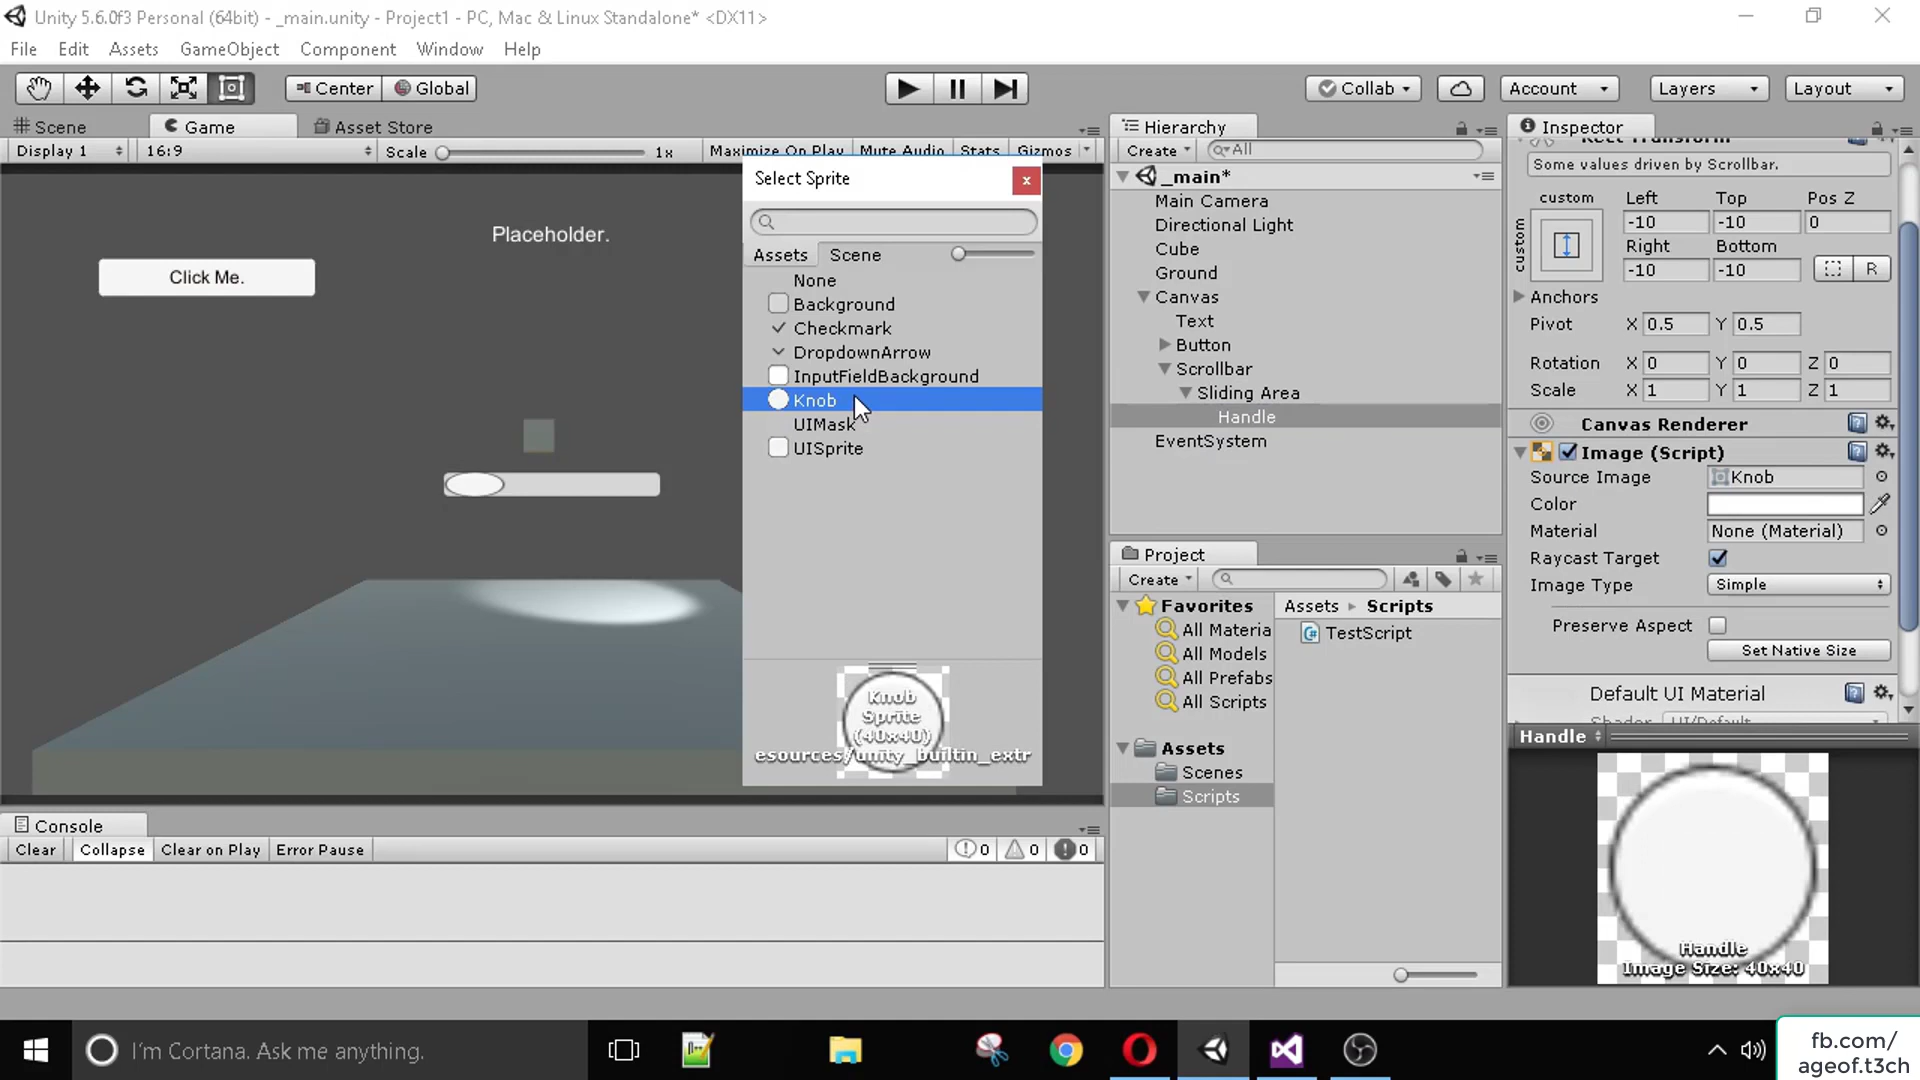 Unity 5.6.0f3 Personal (64bit) - _main.unity - Project1 - PC, Mac & Linux Standalone* <DX11>
File Edit Assets GameObject Component Window Help
Center Global
Collab Account Layers Layout
Scene Game Asset Store
Display 1 16:9 Scale 1x Maximize On Play Mute Audio Stats Gizmos
Placeholder.
Click Me.
Select Sprite
Assets Scene
None
Background
Checkmark
DropdownArrow
InputFieldBackground
Knob
UIMask
UISprite
Knob
Sprite
(40x40)
esources/unity_builtin_extr
Hierarchy
Create All
_main*
Main Camera
Directional Light
Cube
Ground
Canvas
Text
Button
Scrollbar
Sliding Area
Handle
EventSystem
Project
Create
Favorites
All Materia
All Models
All Prefabs
All Scripts
Assets
Scenes
Scripts
Assets Scripts
TestScript
Inspector
Rect Transform
Some values driven by Scrollbar.
custom Left Top Pos Z
custom -10 -10 0
Right Bottom
-10 -10 R
Anchors
Pivot X 0.5 Y 0.5
Rotation X 0 Y 0 Z 0
Scale X 1 Y 1 Z 1
Canvas Renderer
Image (Script)
Source Image Knob
Color
Material None (Material)
Raycast Target
Image Type Simple
Preserve Aspect
Set Native Size
Default UI Material
Shader UI/Default
Handle
Handle
Image Size: 40x40
Console
Clear Collapse Clear on Play Error Pause 0 0 0
I'm Cortana. Ask me anything.
fb.com/
ageof.t3ch